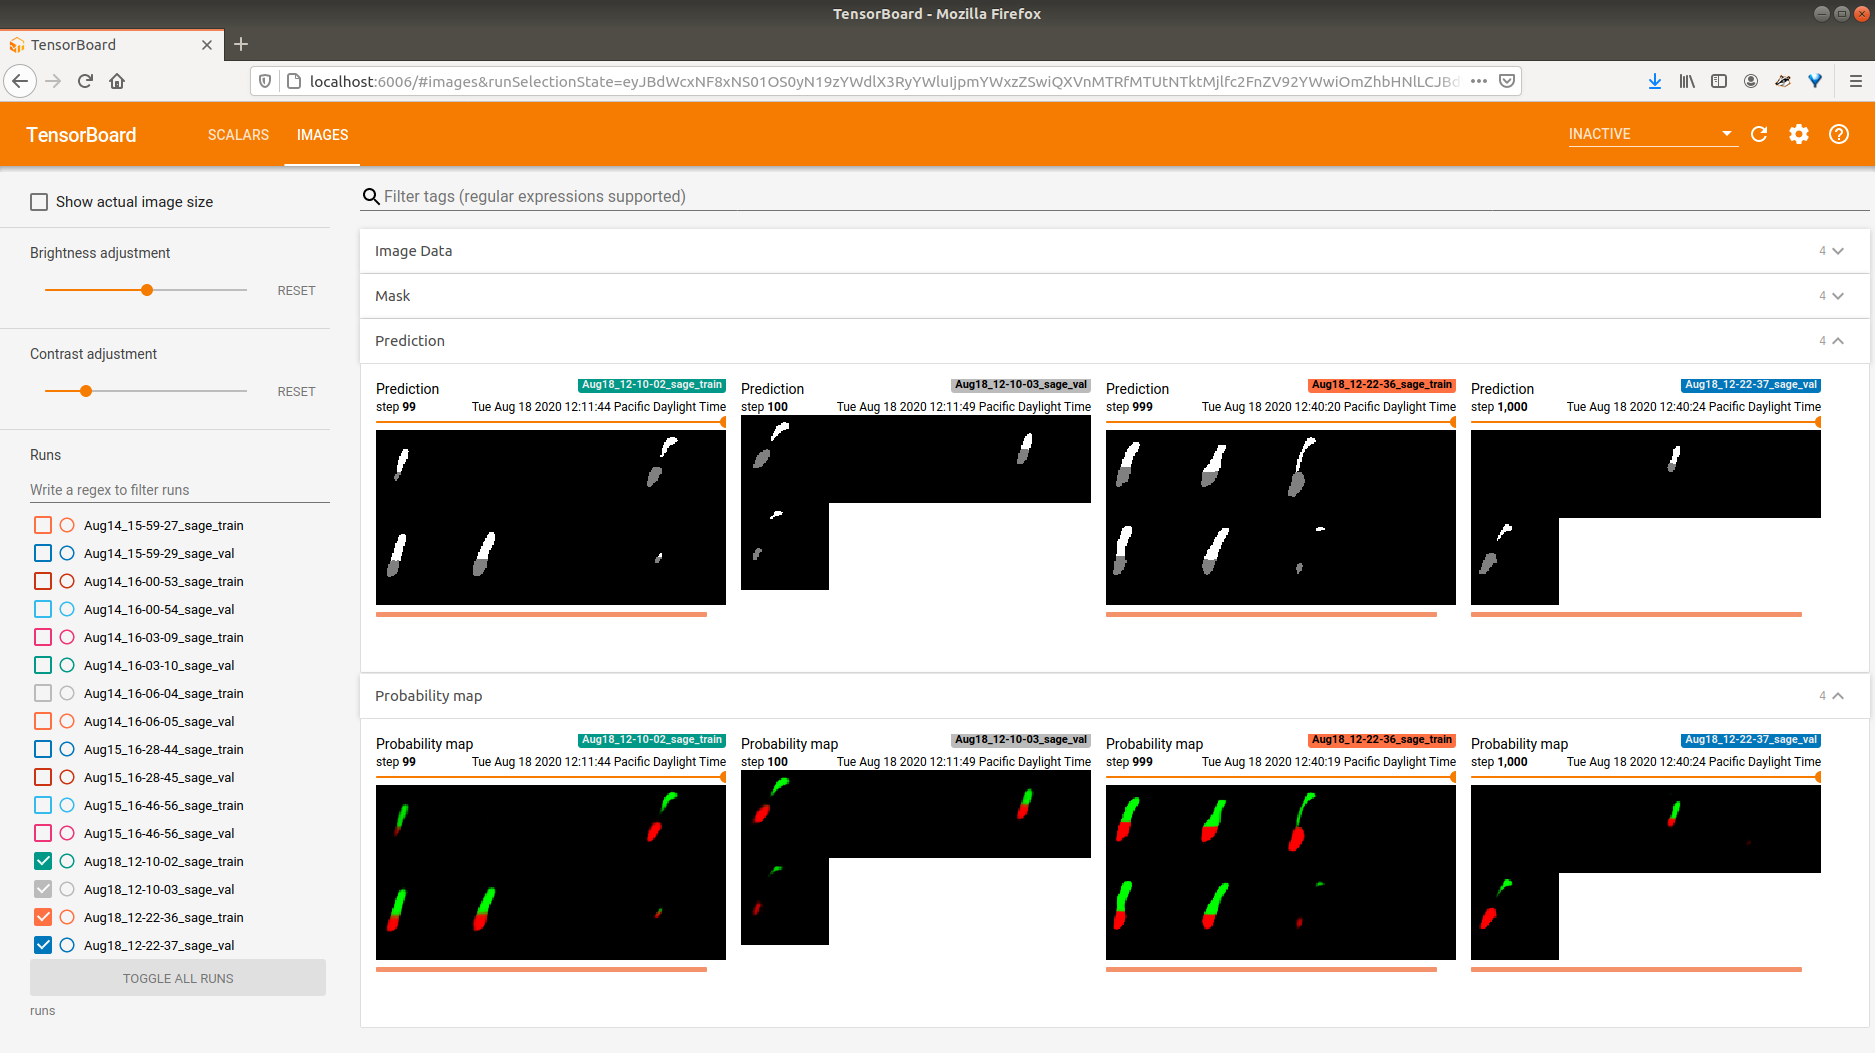 TensorBoard - Mozilla Firefox
TensorBoard
localhost:6006/#images&runSelectionState=
TensorBoard SCALARS IMAGES INACTIVE
Show actual image size
Filter tags (regular expressions supported)
Brightness adjustment
RESET
Contrast adjustment
RESET
Runs
Write a regex to filter runs
Aug14_15-59-27_sage_train
Aug14_15-59-29_sage_val
Aug14_16-00-53_sage_train
Aug14_16-00-54_sage_val
Aug14_16-03-09_sage_train
Aug14_16-03-10_sage_val
Aug14_16-06-04_sage_train
Aug14_16-06-05_sage_val
Aug15_16-28-44_sage_train
Aug15_16-28-45_sage_val
Aug15_16-46-56_sage_train
Aug15_16-46-56_sage_val
Aug18_12-10-02_sage_train
Aug18_12-10-03_sage_val
Aug18_12-22-36_sage_train
Aug18_12-22-37_sage_val
TOGGLE ALL RUNS
runs
Image Data 4
Mask 4
Prediction 4
Prediction Aug18_12-10-02_sage_train
step 99 Tue Aug 18 2020 12:11:44 Pacific Daylight Time
Prediction Aug18_12-10-03_sage_val
step 100 Tue Aug 18 2020 12:11:49 Pacific Daylight Time
Prediction Aug18_12-22-36_sage_train
step 999 Tue Aug 18 2020 12:40:20 Pacific Daylight Time
Prediction Aug18_12-22-37_sage_val
step 1,000 Tue Aug 18 2020 12:40:24 Pacific Daylight Time
Probability map 4
Probability map Aug18_12-10-02_sage_train
step 99 Tue Aug 18 2020 12:11:44 Pacific Daylight Time
Probability map Aug18_12-10-03_sage_val
step 100 Tue Aug 18 2020 12:11:49 Pacific Daylight Time
Probability map Aug18_12-22-36_sage_train
step 999 Tue Aug 18 2020 12:40:19 Pacific Daylight Time
Probability map Aug18_12-22-37_sage_val
step 1,000 Tue Aug 18 2020 12:40:24 Pacific Daylight Time